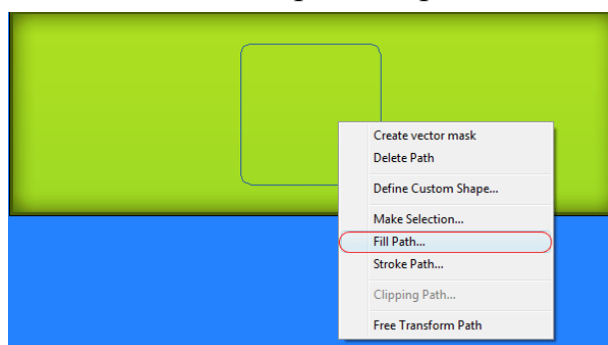 Create vector mask
Delete Path
Define Custom Shape...
Make Selection...
Fill Path...
Stroke Path...
Clipping Path...
Free Transform Path